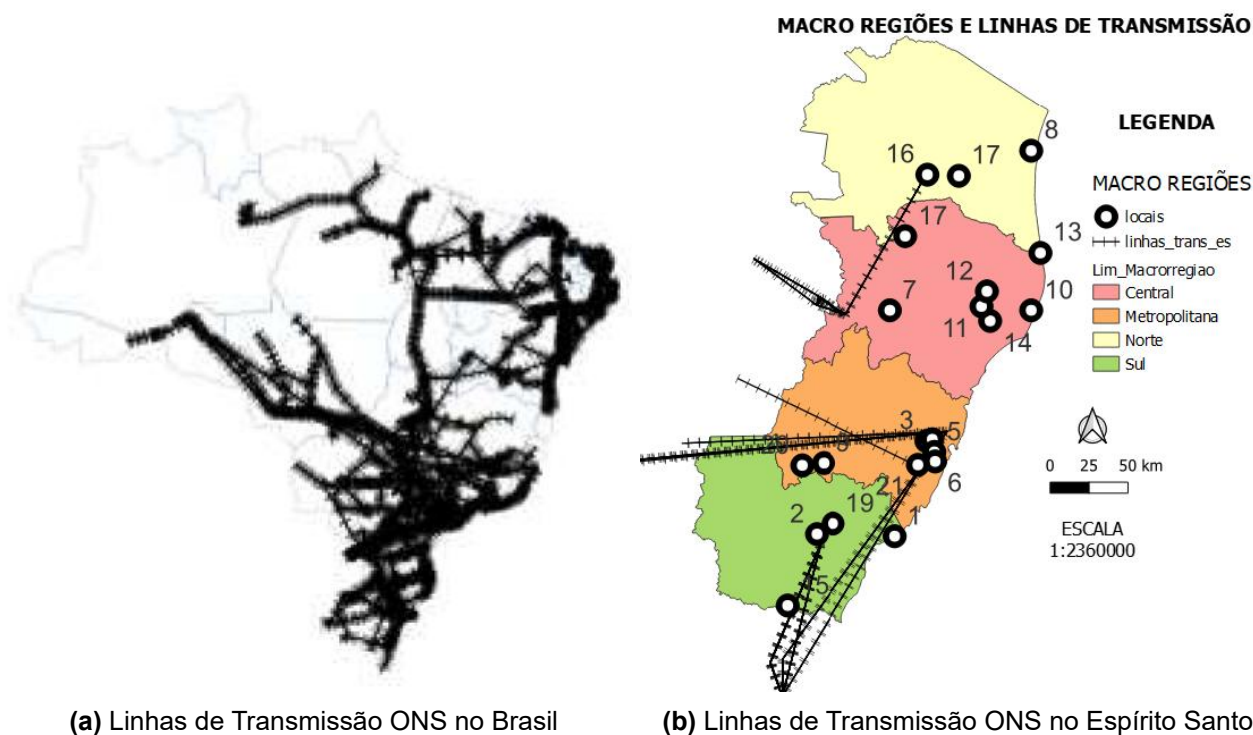 MACRO REGIÕES E LINHAS DE TRANSMISSÃO
8
16
17
17
13
12
7
10
11
14
3
5
6
21
19
2
1
LEGENDA
MACRO REGIÕES
locais
linhas_trans_es
Lim_Macrorregiao
Central
Metropolitana
Norte
Sul
0 25 50 km
ESCALA
1:2360000
(a) Linhas de Transmissão ONS no Brasil
(b) Linhas de Transmissão ONS no Espírito Santo